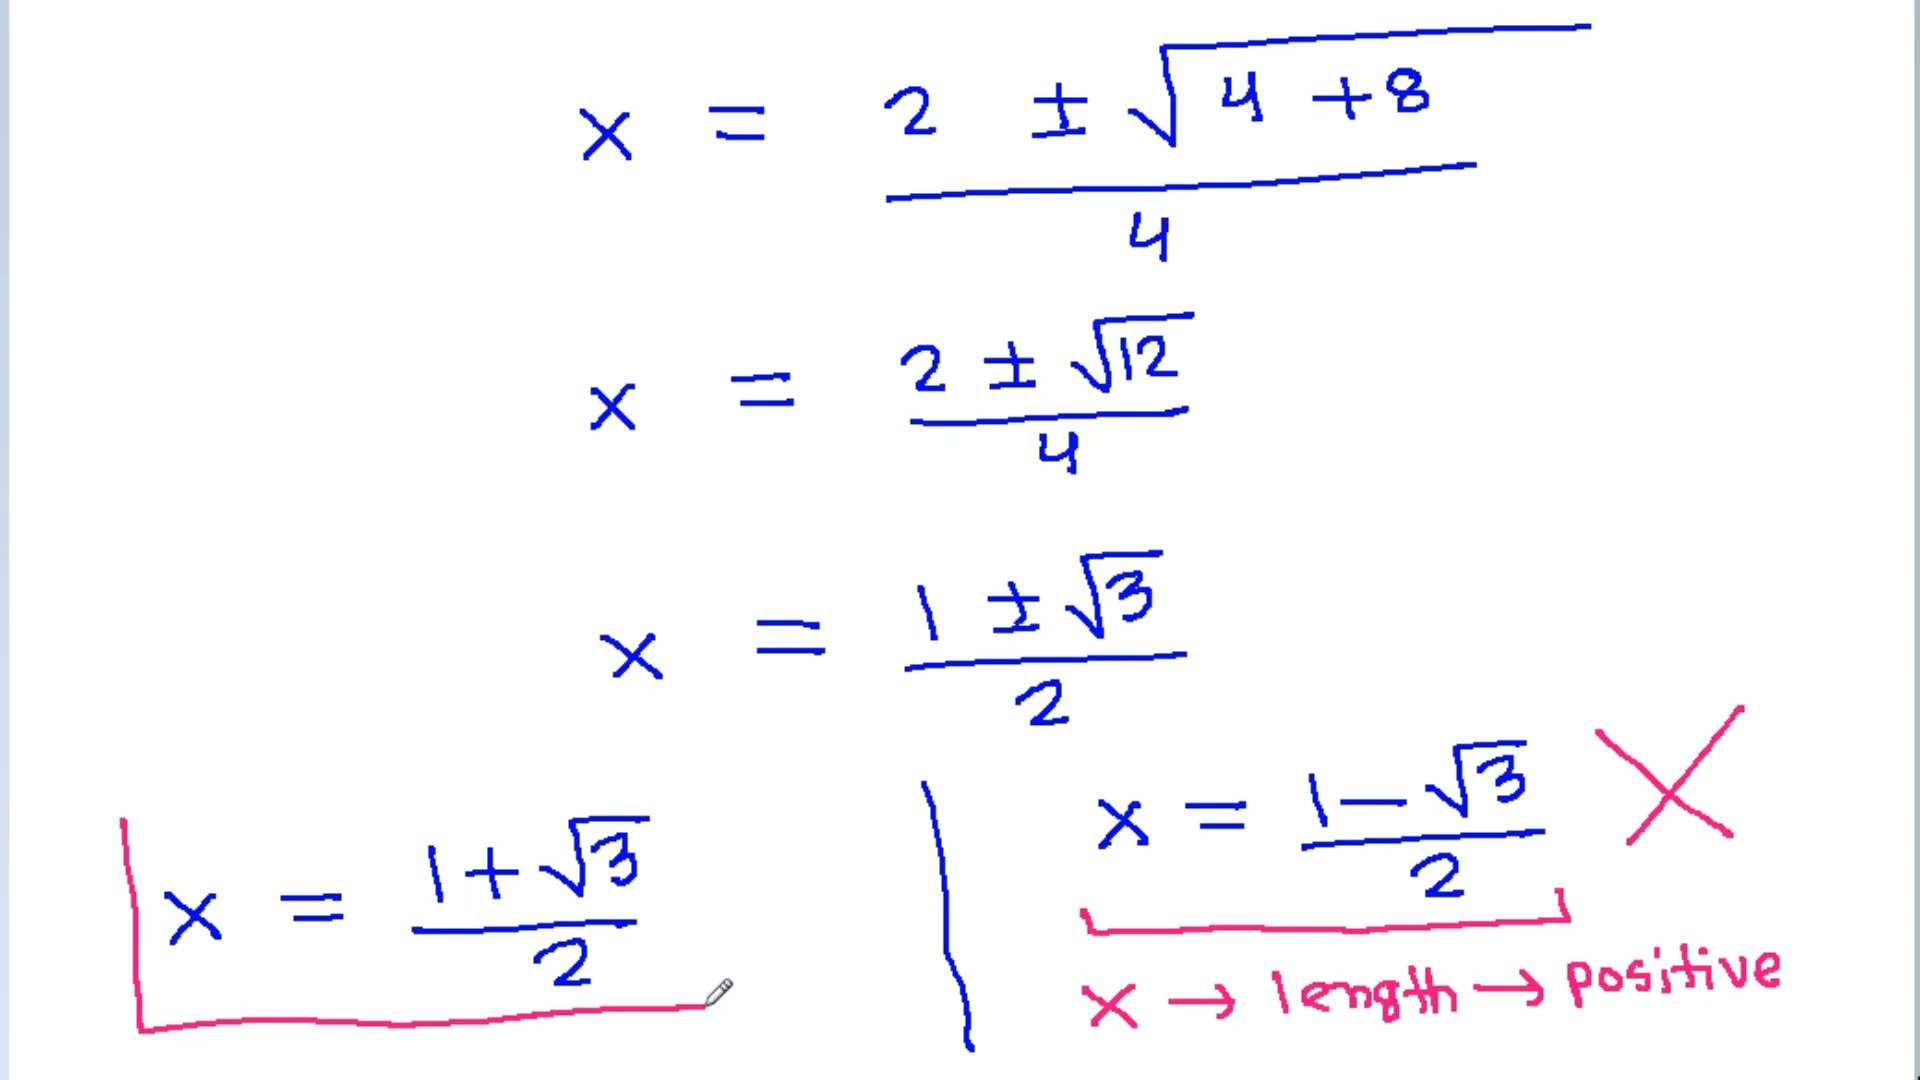 x = (2 ± √(4 + 8)) / 4
x = (2 ± √12) / 4
x = (1 ± √3) / 2
x = (1 + √3) / 2
x = (1 - √3) / 2
x → length → positive